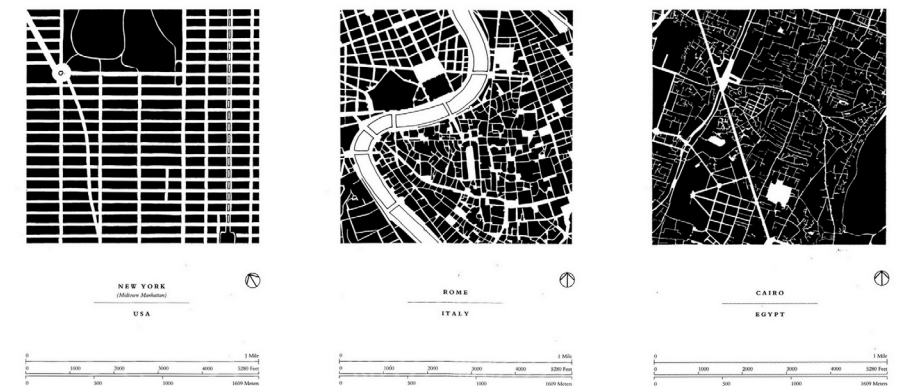 NEW YORK
(Midtown Manhattan)
USA
0 1 Mile
0 1000 2000 3000 4000 5280 Feet
0 500 1000 1609 Meters
ROME
ITALY
0 1 Mile
0 1000 2000 3000 4000 5280 Feet
0 500 1000 1609 Meters
CAIRO
EGYPT
0 1 Mile
0 1000 2000 3000 4000 5280 Feet
0 500 1000 1609 Meters